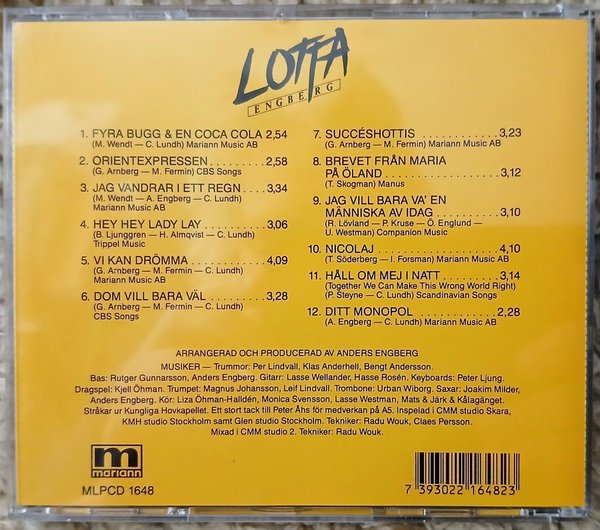 LOTTA
ENGBERG
1. FYRA BUGG & EN COCA COLA 2,54
(M. Wendt — C. Lundh) Mariann Music AB
2. ORIENTEXPRESSEN ......... 2,58
(G. Arnberg — M. Fermin) CBS Songs
3. JAG VANDRAR I ETT REGN .... 3,34
(M. Wendt — A. Engberg — C. Lundh)
Mariann Music AB
4. HEY HEY LADY LAY ......... 3,06
(B. Ljunggren — H. Almqvist — C. Lundh)
Trippel Music
5. VI KAN DRÖMMA ............ 4,09
(G. Arnberg — M. Fermin — C. Lundh)
Mariann Music AB
6. DOM VILL BARA VÄL ......... 3,28
(G. Arnberg — M. Fermin — C. Lundh)
CBS Songs
7. SUCCÉSHOTTIS ............ 3,23
(G. Arnberg — M. Fermin) Mariann Music AB
8. BREVET FRÅN MARIA
PÅ ÖLAND ................. 3,12
(T. Skogman) Manus
9. JAG VILL BARA VA' EN
MÄNNISKA AV IDAG ......... 3,10
(R. Lövland — P. Kruse — Ö. Englund —
U. Westman) Companion Music
10. NICOLAJ .................. 4,10
(T. Söderberg — I. Forsman) Mariann Music AB
11. HÅLL OM MEJ I NATT ........ 3,14
(Together We Can Make This Wrong World Right)
(P. Steyne — C. Lundh) Scandinavian Songs
12. DITT MONOPOL ............ 2,28
(A. Engberg — C. Lundh) Mariann Music AB
ARRANGERAD OCH PRODUCERAD AV ANDERS ENGBERG
MUSIKER — Trummor: Per Lindvall, Klas Anderhell, Bengt Andersson.
Bas: Rutger Gunnarsson, Anders Engberg. Gitarr: Lasse Wellander, Hasse Rosén. Keyboards: Peter Ljung.
Dragspel: Kjell Öhman. Trumpet: Magnus Johansson, Leif Lindvall. Trombone: Urban Wiborg. Saxar: Joakim Milder,
Anders Engberg. Kör: Liza Öhman-Halldén, Monica Svensson, Lasse Westman, Mats & Järk & Kålagänget.
Stråkar ur Kungliga Hovkapellet. Ett stort tack till Peter Åhs för medverkan på A5. Inspelad i CMM studio Skara,
KMH studio Stockholm samt Glen studio Stockholm. Tekniker: Radu Wouk, Claes Persson.
Mixad i CMM studio 2. Tekniker: Radu Wouk.
m
mariann
MLPCD 1648
7 393022 164823